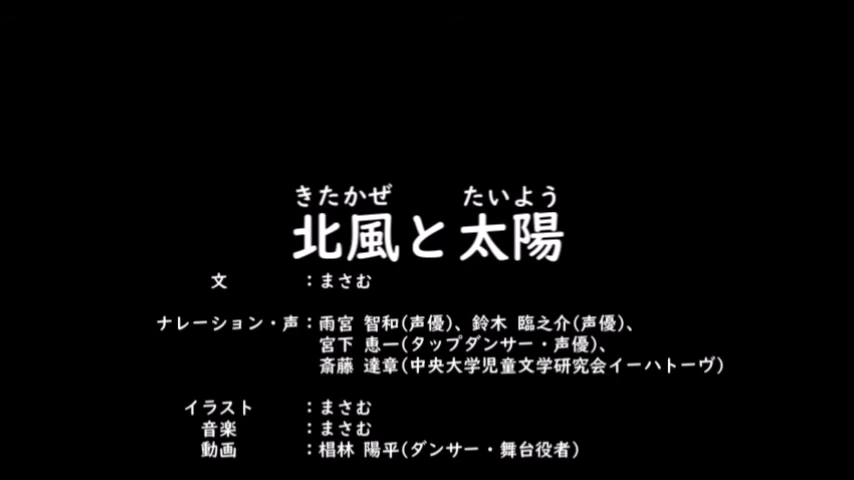 きたかぜ たいよう
北風と太陽
文 :まさむ
ナレーション・声:雨宮 智和(声優)、鈴木 臨之介(声優)、
宮下 恵一(タップダンサー・声優)、
斎藤 達章(中央大学児童文学研究会イーハトーヴ)
イラスト :まさむ
音楽 :まさむ
動画 :椙林 陽平(ダンサー・舞台役者)